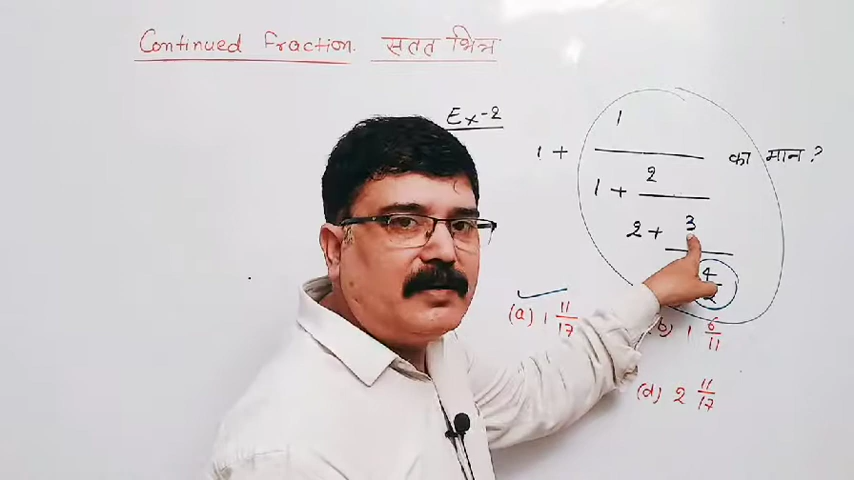 Continued Fraction. सतत भिन्न
Ex-2
1
1 + ——— का मान ?
2
1 + ———
3
2 + ———
4
(a) 1 11/17
(b) 1 6/11
(d) 2 11/17